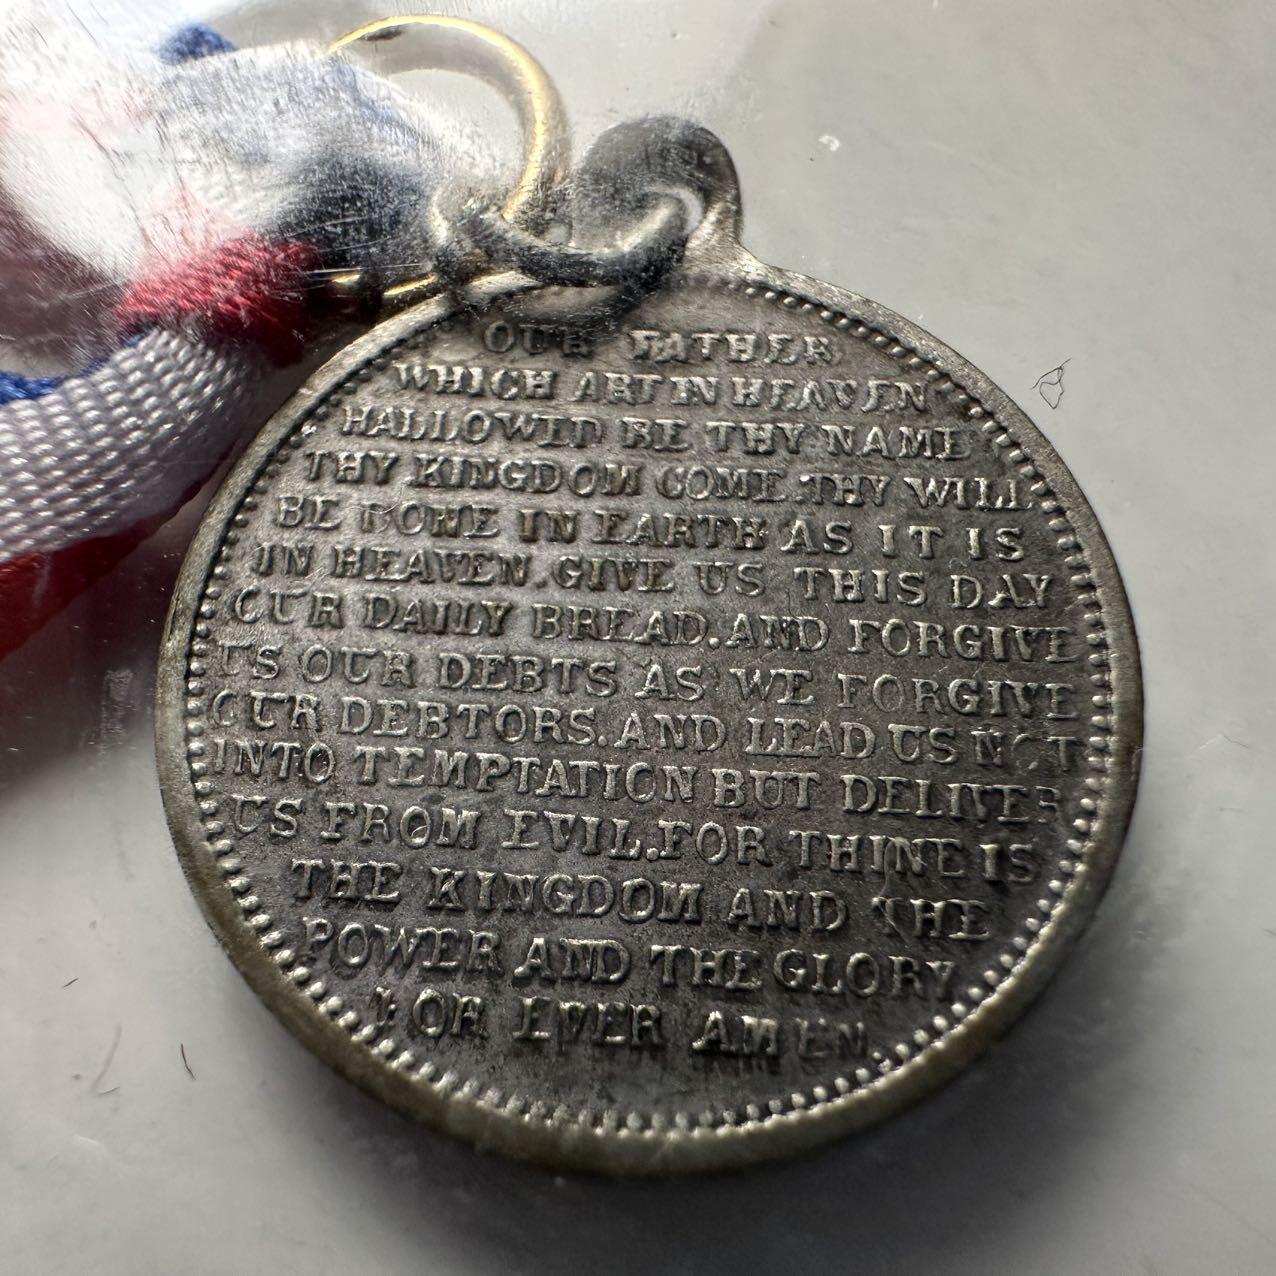 OUR FATHER
WHICH ART IN HEAVEN
HALLOWED BE THY NAME
THY KINGDOM COME.THY WILL
BE DONE IN EARTH AS IT IS
IN HEAVEN.GIVE US THIS DAY
OUR DAILY BREAD.AND FORGIVE
US OUR DEBTS AS WE FORGIVE
OUR DEBTORS.AND LEAD US NOT
INTO TEMPTATION BUT DELIVER
US FROM EVIL.FOR THINE IS
THE KINGDOM AND THE
POWER AND THE GLORY
FOR EVER AMEN.